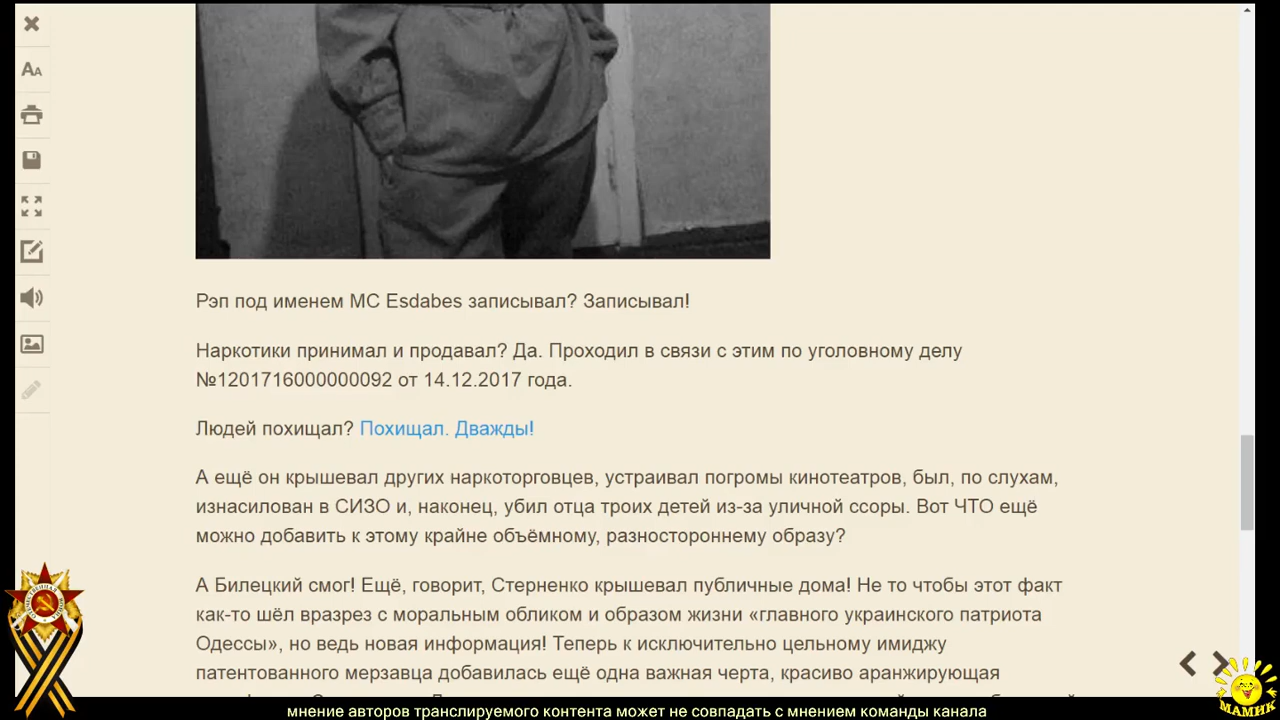 Рэп под именем MC Esdabes записывал? Записывал!
Наркотики принимал и продавал? Да. Проходил в связи с этим по уголовному делу
№1201716000000092 от 14.12.2017 года.
Людей похищал? Похищал. Дважды!
А ещё он крышевал других наркоторговцев, устраивал погромы кинотеатров, был, по слухам,
изнасилован в СИЗО и, наконец, убил отца троих детей из-за уличной ссоры. Вот ЧТО ещё
можно добавить к этому крайне объёмному, разностороннему образу?
А Билецкий смог! Ещё, говорит, Стерненко крышевал публичные дома! Не то чтобы этот факт
как-то шёл вразрез с моральным обликом и образом жизни «главного украинского патриота
Одессы», но ведь новая информация! Теперь к исключительно цельному имиджу
патентованного мерзавца добавилась ещё одна важная черта, красиво аранжирующая
МАМИК
мнение авторов транслируемого контента может не совпадать с мнением команды канала